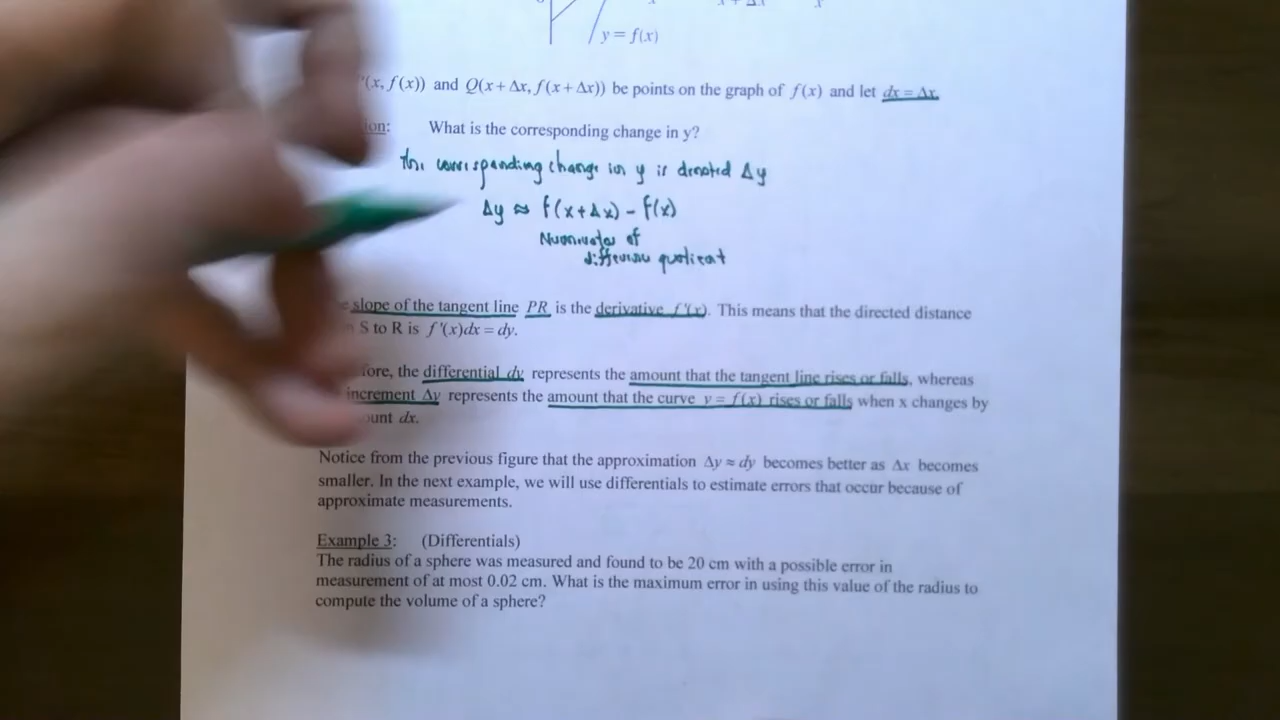 y = f(x)
(x, f(x)) and Q(x + Δx, f(x + Δx)) be points on the graph of f(x) and let dx = Δx.
What is the corresponding change in y?
the corresponding change in y is denoted Δy
Δy ≈ f(x+Δx) - f(x)
Numerator of
difference quotient
slope of the tangent line PR is the derivative f'(x). This means that the directed distance
S to R is f'(x)dx = dy.
the differential dy represents the amount that the tangent line rises or falls, whereas
increment Δy represents the amount that the curve y = f(x) rises or falls when x changes by
dx.
Notice from the previous figure that the approximation Δy ≈ dy becomes better as Δx becomes
smaller. In the next example, we will use differentials to estimate errors that occur because of
approximate measurements.
Example 3: (Differentials)
The radius of a sphere was measured and found to be 20 cm with a possible error in
measurement of at most 0.02 cm. What is the maximum error in using this value of the radius to
compute the volume of a sphere?